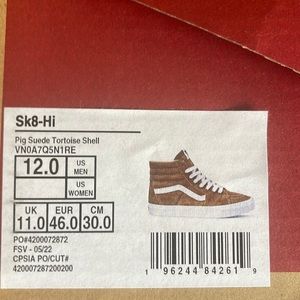 Sk8-Hi
Pig Suede Tortoise Shell
VN0A7Q5N1RE
12.0 US MEN
US WOMEN
UK EUR CM
11.0 46.0 30.0
PO#4200072872
FSV - 05/22
CPSIA PO/CUT#
420007287200200
1 96244 84261 9